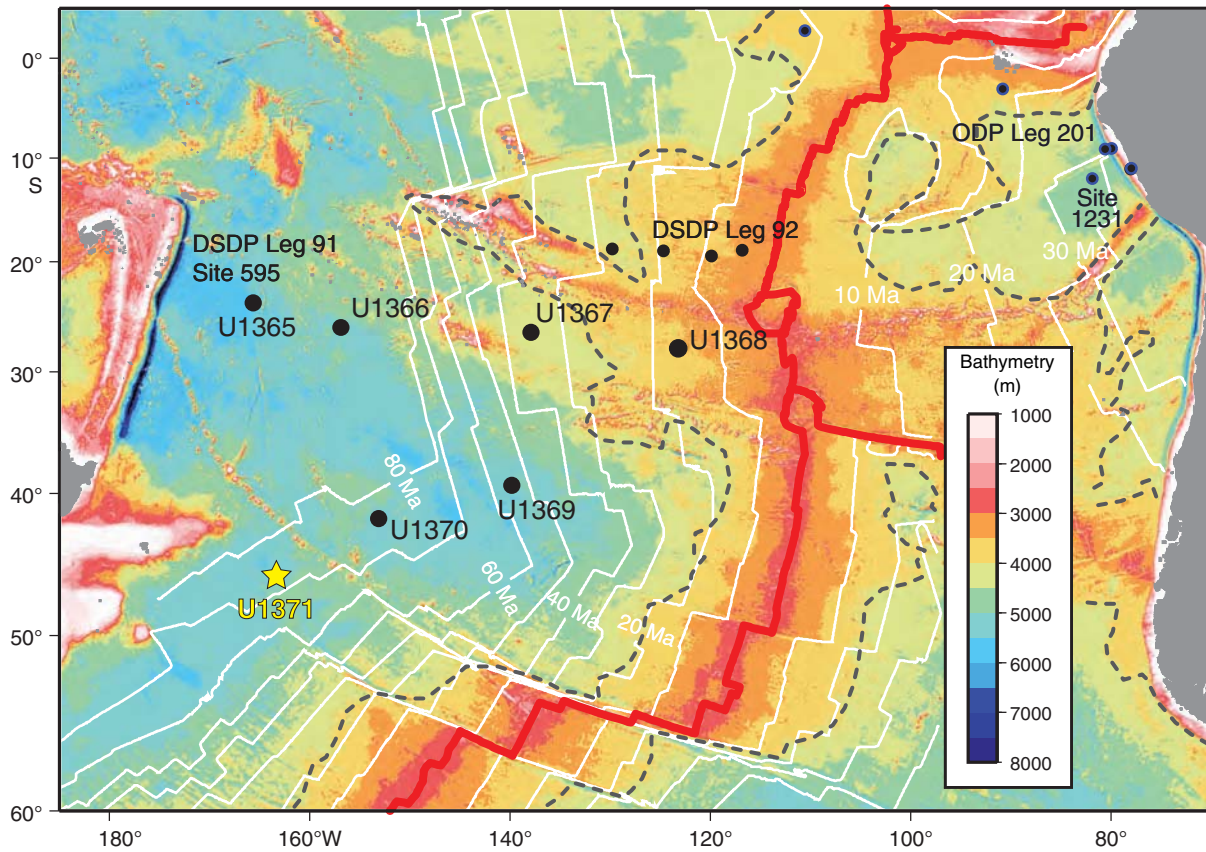 0°
10°
S
20°
30°
40°
50°
60°
180°
160°W
140°
120°
100°
80°
ODP Leg 201
Site
1231
DSDP Leg 91
Site 595
DSDP Leg 92
30 Ma
20 Ma
10 Ma
U1365
U1366
U1367
U1368
80 Ma
U1369
U1370
U1371
60 Ma
40 Ma
20 Ma
Bathymetry
(m)
1000
2000
3000
4000
5000
6000
7000
8000